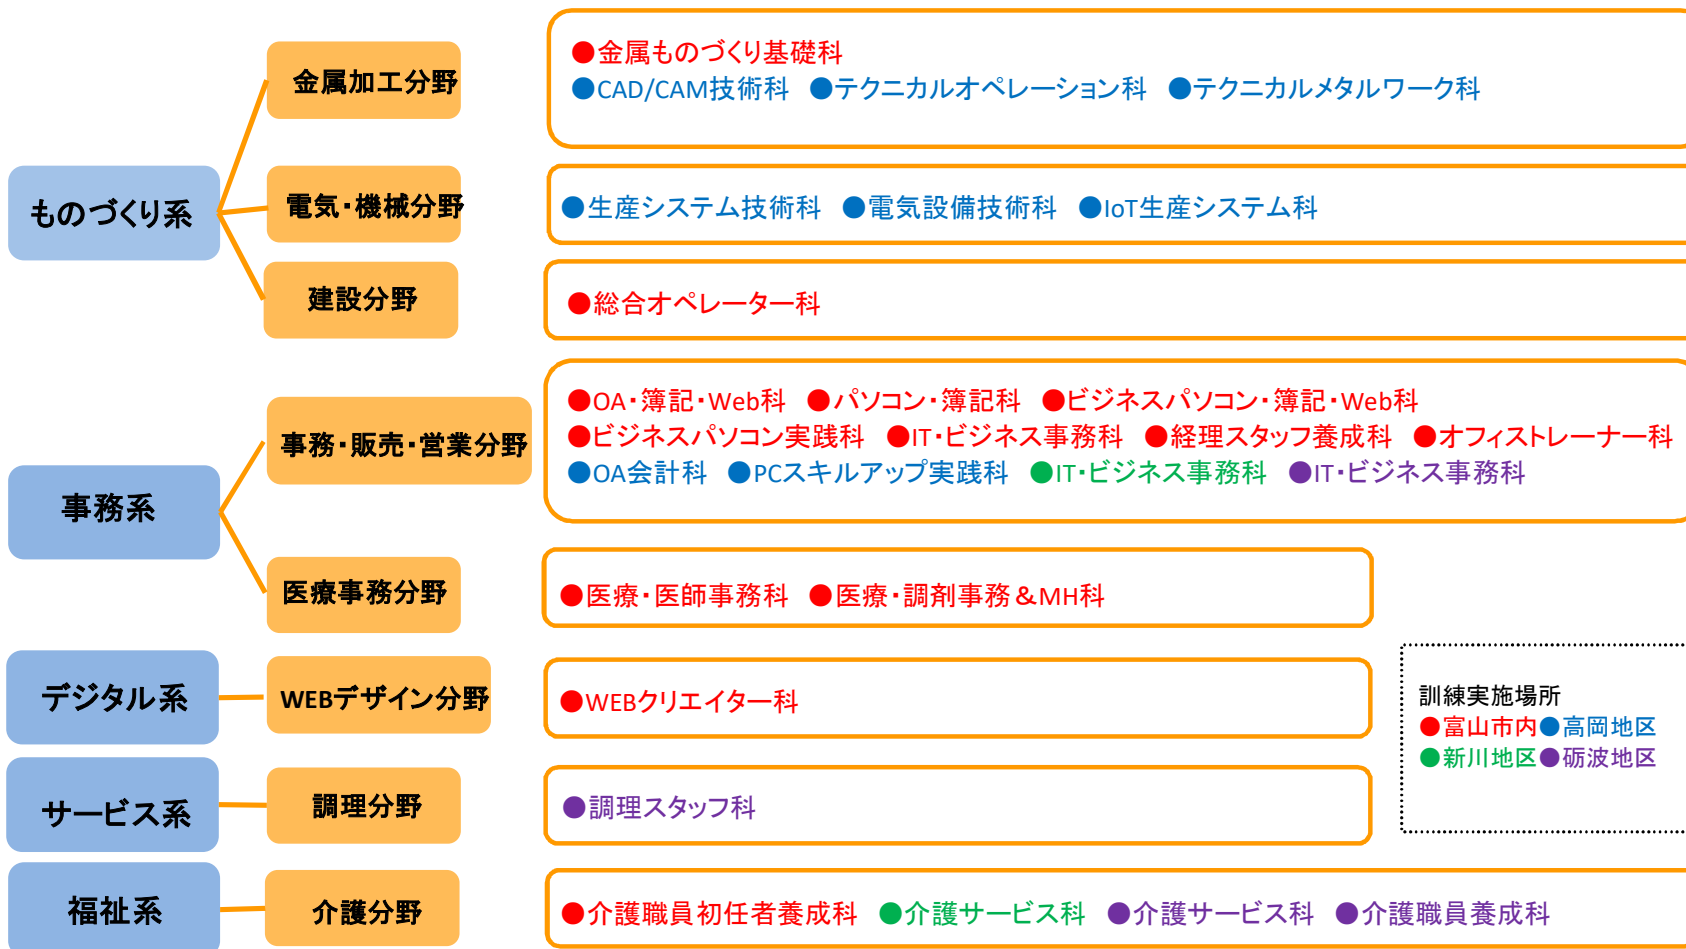 ものづくり系
金属加工分野
●金属ものづくり基礎科
●CAD/CAM技術科 ●テクニカルオペレーション科 ●テクニカルメタルワーク科
電気・機械分野
●生産システム技術科 ●電気設備技術科 ●IoT生産システム科
建設分野
●総合オペレーター科
事務系
事務・販売・営業分野
●OA・簿記・Web科 ●パソコン・簿記科 ●ビジネスパソコン・簿記・Web科
●ビジネスパソコン実践科 ●IT・ビジネス事務科 ●経理スタッフ養成科 ●オフィストレーナー科
●OA会計科 ●PCスキルアップ実践科 ●IT・ビジネス事務科 ●IT・ビジネス事務科
医療事務分野
●医療・医師事務科 ●医療・調剤事務&MH科
デジタル系
WEBデザイン分野
●WEBクリエイター科
サービス系
調理分野
●調理スタッフ科
福祉系
介護分野
●介護職員初任者養成科 ●介護サービス科 ●介護サービス科 ●介護職員養成科
訓練実施場所
●富山市内●高岡地区
●新川地区●砺波地区